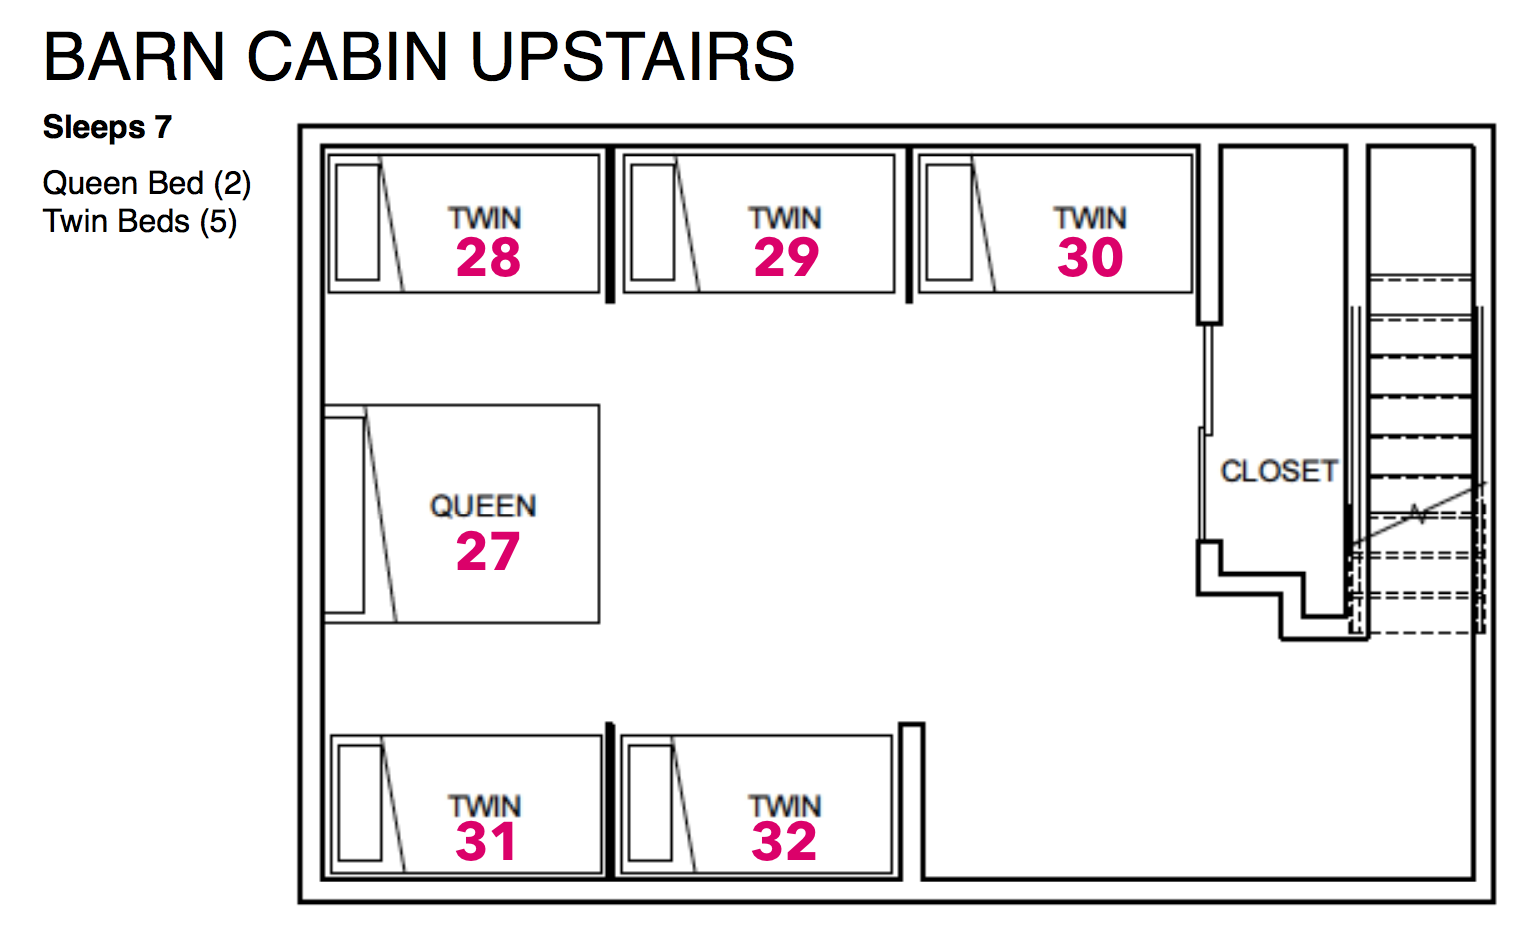 BARN CABIN UPSTAIRS
Sleeps 7
Queen Bed (2)
Twin Beds (5)
TWIN
28
TWIN
29
TWIN
30
CLOSET
QUEEN
27
TWIN
31
TWIN
32